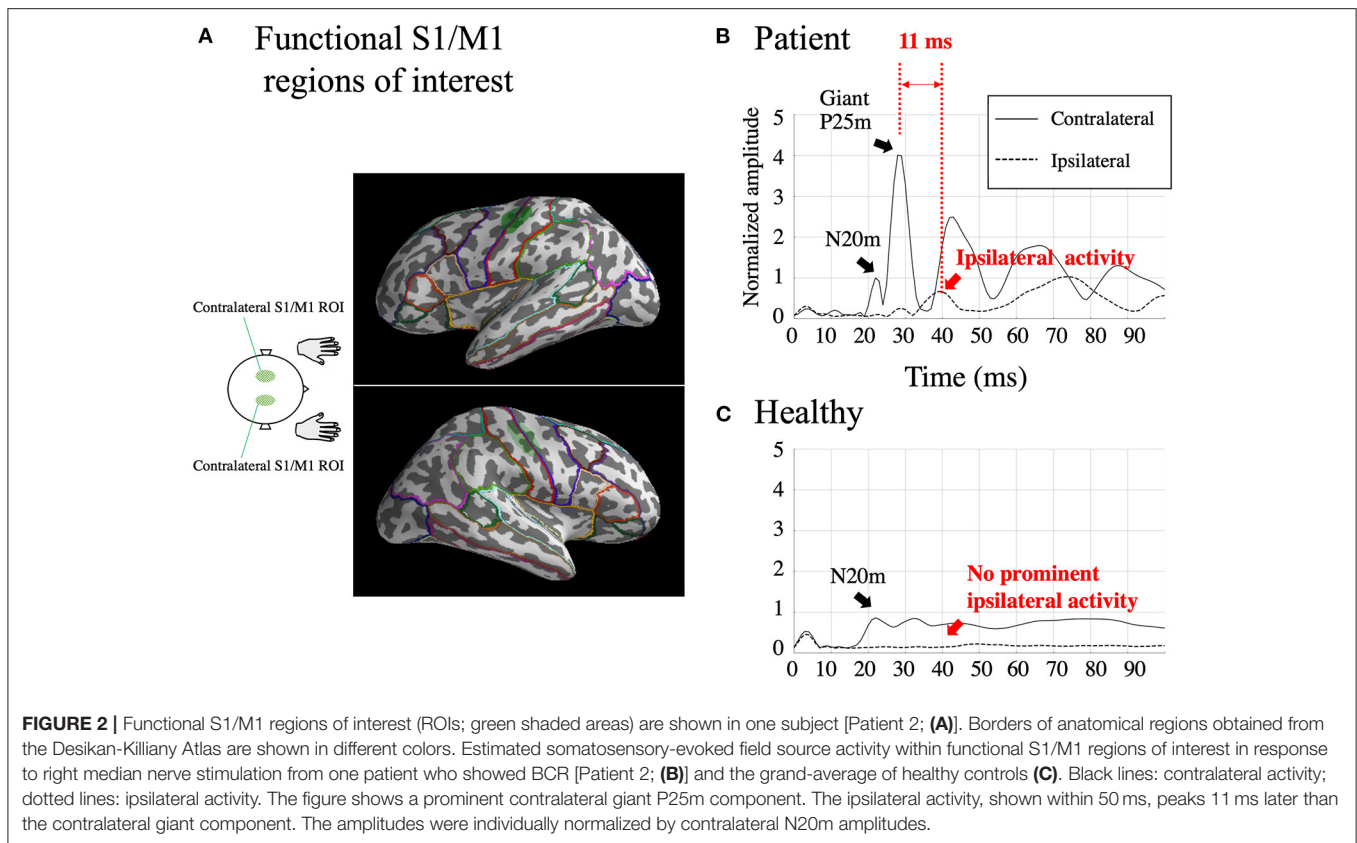 A Functional S1/M1
regions of interest
Contralateral S1/M1 ROI
Contralateral S1/M1 ROI
B Patient
11 ms
Giant
P25m
N20m
Ipsilateral activity
Contralateral
Ipsilateral
Normalized amplitude
5
4
3
2
1
0
0 10 20 30 40 50 60 70 80 90
Time (ms)
C Healthy
5
4
3
2
1
0
N20m
No prominent
ipsilateral activity
0 10 20 30 40 50 60 70 80 90
FIGURE 2 | Functional S1/M1 regions of interest (ROIs; green shaded areas) are shown in one subject [Patient 2; (A)]. Borders of anatomical regions obtained from
the Desikan-Killiany Atlas are shown in different colors. Estimated somatosensory-evoked field source activity within functional S1/M1 regions of interest in response
to right median nerve stimulation from one patient who showed BCR [Patient 2; (B)] and the grand-average of healthy controls (C). Black lines: contralateral activity;
dotted lines: ipsilateral activity. The figure shows a prominent contralateral giant P25m component. The ipsilateral activity, shown within 50 ms, peaks 11 ms later than
the contralateral giant component. The amplitudes were individually normalized by contralateral N20m amplitudes.